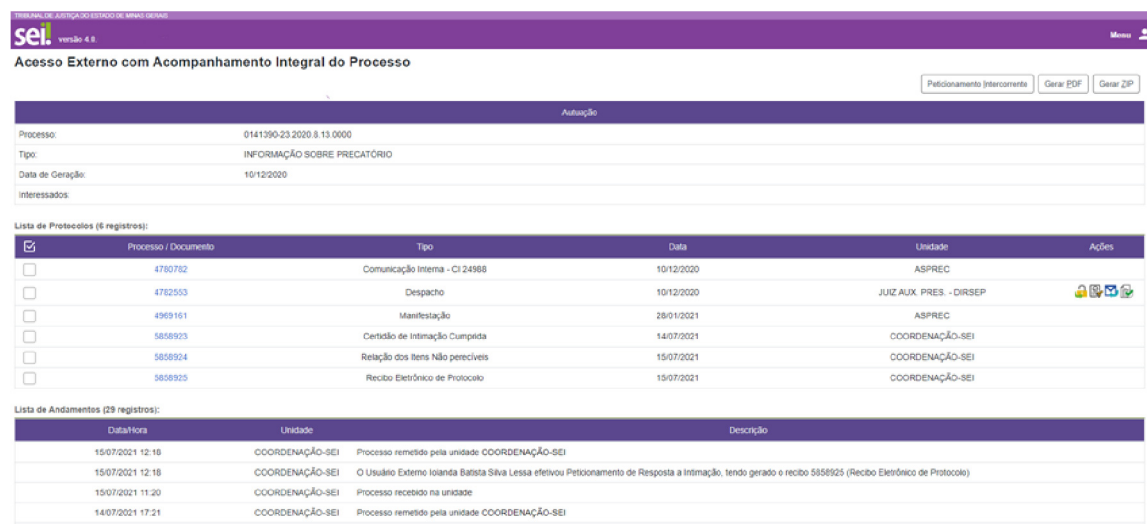 TRIBUNAL DE JUSTIÇA DO ESTADO DE MINAS GERAIS
sei! versão 4.0. Menu
Acesso Externo com Acompanhamento Integral do Processo
Peticionamento Intercorrente Gerar PDF Gerar ZIP
Autuação
Processo: 0141390-23.2020.8.13.0000
Tipo: INFORMAÇÃO SOBRE PRECATÓRIO
Data de Geração: 10/12/2020
Interessados:
Lista de Protocolos (6 registros):
Processo / Documento Tipo Data Unidade Ações
4780782 Comunicação Interna - CI 24988 10/12/2020 ASPREC
4782553 Despacho 10/12/2020 JUIZ AUX. PRES. - DIRSEP
4969161 Manifestação 28/01/2021 ASPREC
5858923 Certidão de Intimação Cumprida 14/07/2021 COORDENAÇÃO-SEI
5858924 Relação dos Itens Não perecíveis 15/07/2021 COORDENAÇÃO-SEI
5858925 Recibo Eletrônico de Protocolo 15/07/2021 COORDENAÇÃO-SEI
Lista de Andamentos (29 registros):
Data/Hora Unidade Descrição
15/07/2021 12:18 COORDENAÇÃO-SEI Processo remetido pela unidade COORDENAÇÃO-SEI
15/07/2021 12:18 COORDENAÇÃO-SEI O Usuário Externo Iolanda Batista Silva Lessa efetivou Peticionamento de Resposta a Intimação, tendo gerado o recibo 5858925 (Recibo Eletrônico de Protocolo)
15/07/2021 11:20 COORDENAÇÃO-SEI Processo recebido na unidade
14/07/2021 17:21 COORDENAÇÃO-SEI Processo remetido pela unidade COORDENAÇÃO-SEI